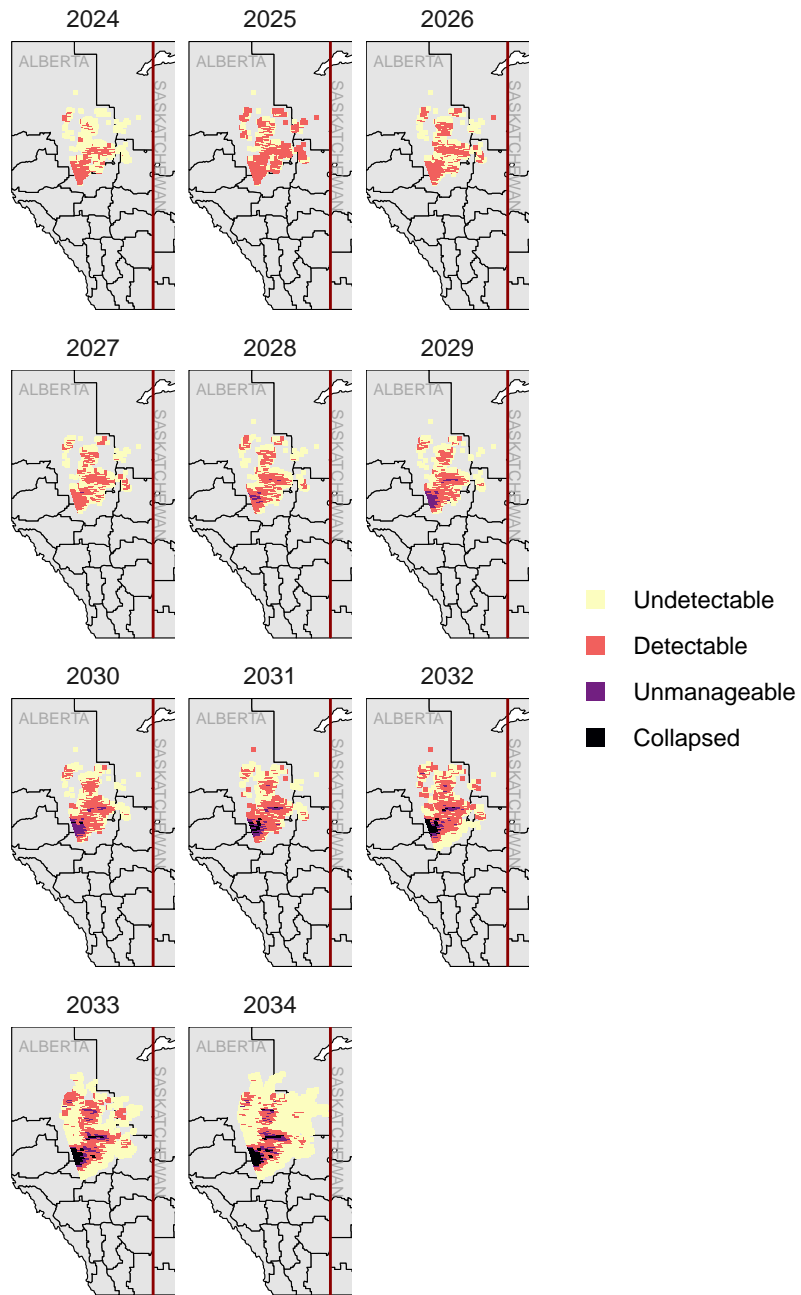 2024 2025 2026
ALBERTA ALBERTA ALBERTA
SASKATCHEWAN SASKATCHEWAN SASKATCHEWAN
2027 2028 2029
ALBERTA ALBERTA ALBERTA
SASKATCHEWAN SASKATCHEWAN SASKATCHEWAN
Undetectable
Detectable
Unmanageable
Collapsed
2030 2031 2032
ALBERTA ALBERTA ALBERTA
SASKATCHEWAN SASKATCHEWAN SASKATCHEWAN
2033 2034
ALBERTA ALBERTA
SASKATCHEWAN SASKATCHEWAN